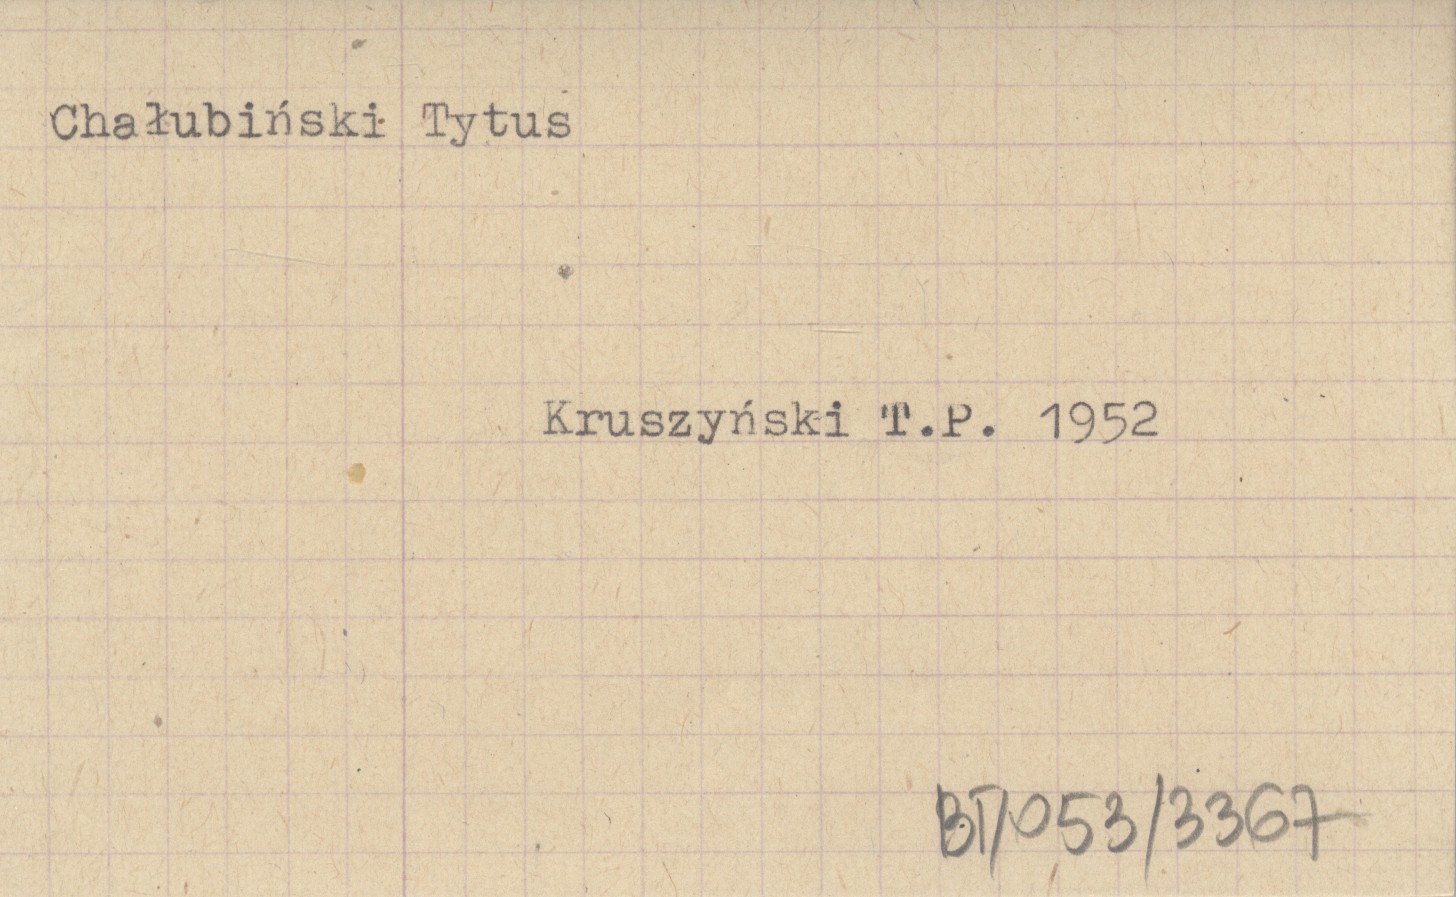 Chałubiński Tytus
Kruszyński T.P. 1952
BT/053/3367